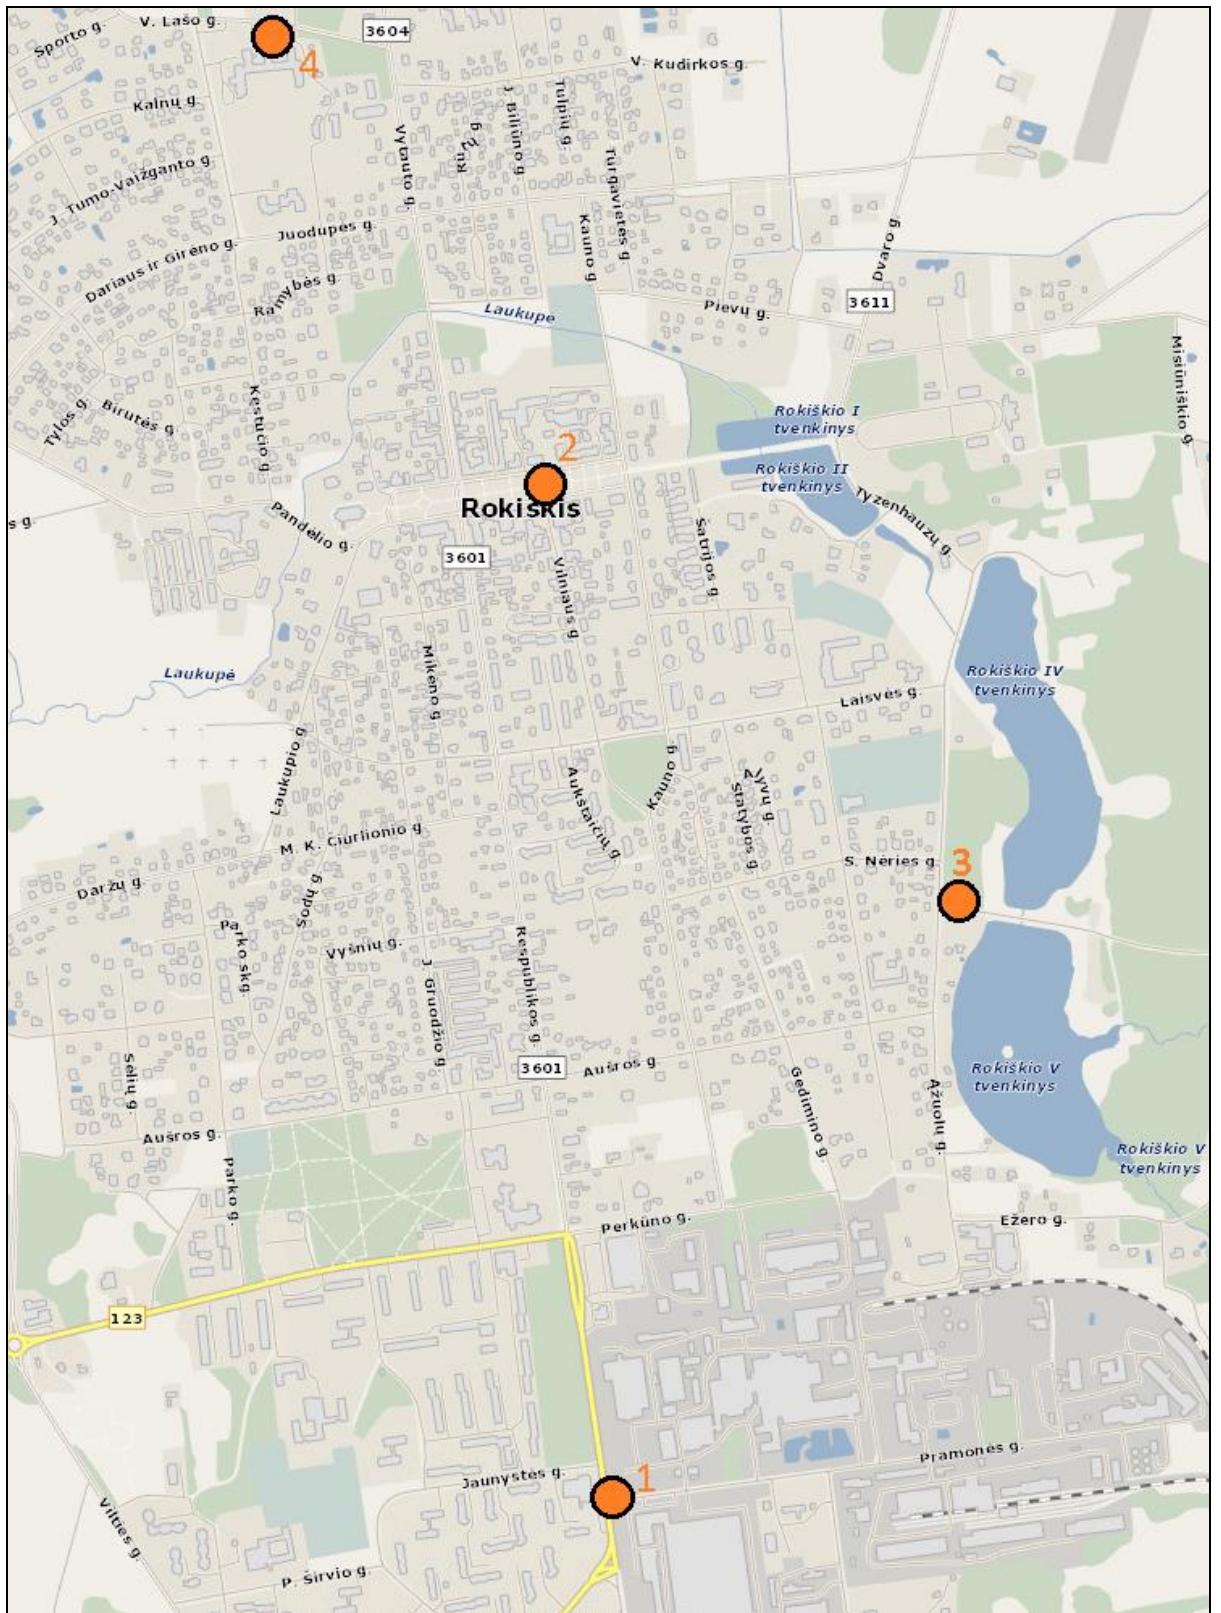 V. Lašo g.
Sporto g.
3604
4
V. Kudirkos g.
Kalnų g.
Vytauto g.
Rūtų g.
J. Biliūno g.
Tulpių g.
Turgavietės g.
J. Tumo-Vaižganto g.
Juodupės g.
Kauno g.
Dvaro g.
Dariaus ir Girėno g.
Ramybės g.
Laukupė
Pievų g.
3611
Misiūniškio g.
Tylos g.
Birutės g.
Kęstučio g.
Rokiškio I
tvenkinys
2
Rokiškio II
tvenkinys
Rokiškis
Tyzenhauzų g.
s g.
Pandėlio g.
3601
Vilniaus g.
Šatrijos g.
Laukupė
Mikėno g.
Rokiškio IV
tvenkinys
Laisvės g.
Laukupio g.
Aukštaičių g.
Kauno g.
Alyvų g.
Statybos g.
M. K. Čiurlionio g.
S. Nėries g.
3
Daržų g.
Sodų g.
Parko skg.
Vyšnių g.
J. Gruodžio g.
Respublikos g.
3601
Aušros g.
Sėlių g.
Gedimino g.
Ąžuolų g.
Rokiškio V
tvenkinys
Aušros g.
Parko g.
Rokiškio V
tvenkinys
Perkūno g.
Ežero g.
123
Jaunystės g.
1
Pramonės g.
Vilties g.
P. Širvio g.